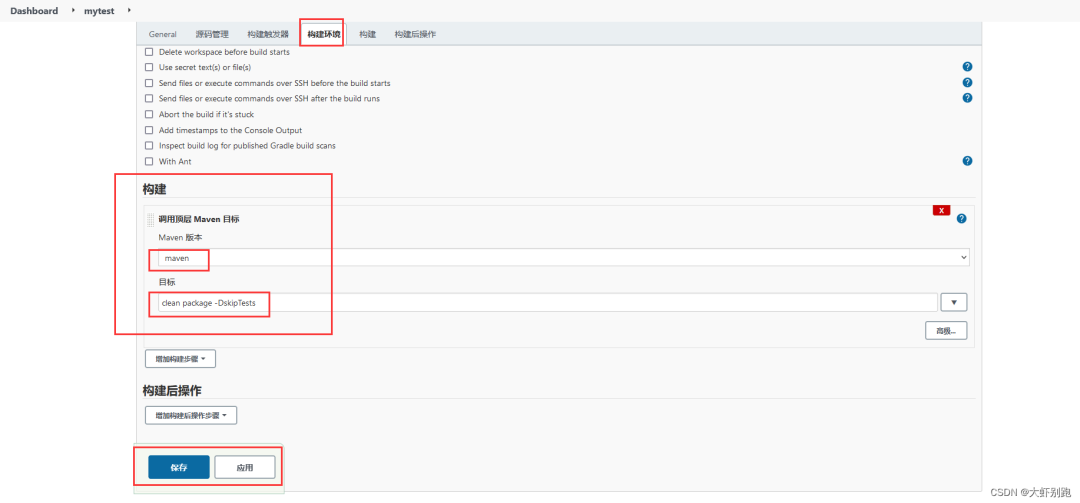 Dashboard mytest
General 源码管理 构建触发器 构建环境 构建 构建后操作
Delete workspace before build starts
Use secret text(s) or file(s)
Send files or execute commands over SSH before the build starts
Send files or execute commands over SSH after the build runs
Abort the build if it's stuck
Add timestamps to the Console Output
Inspect build log for published Gradle build scans
With Ant
构建
X
调用顶层 Maven 目标
Maven 版本
maven
目标
clean package -DskipTests
高级...
增加构建步骤
构建后操作
增加构建后操作步骤
保存 应用
CSDN @大虾别跑